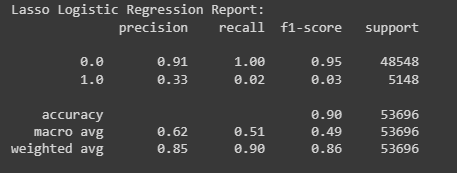 Lasso Logistic Regression Report:
precision recall f1-score support
0.0 0.91 1.00 0.95 48548
1.0 0.33 0.02 0.03 5148
accuracy 0.90 53696
macro avg 0.62 0.51 0.49 53696
weighted avg 0.85 0.90 0.86 53696